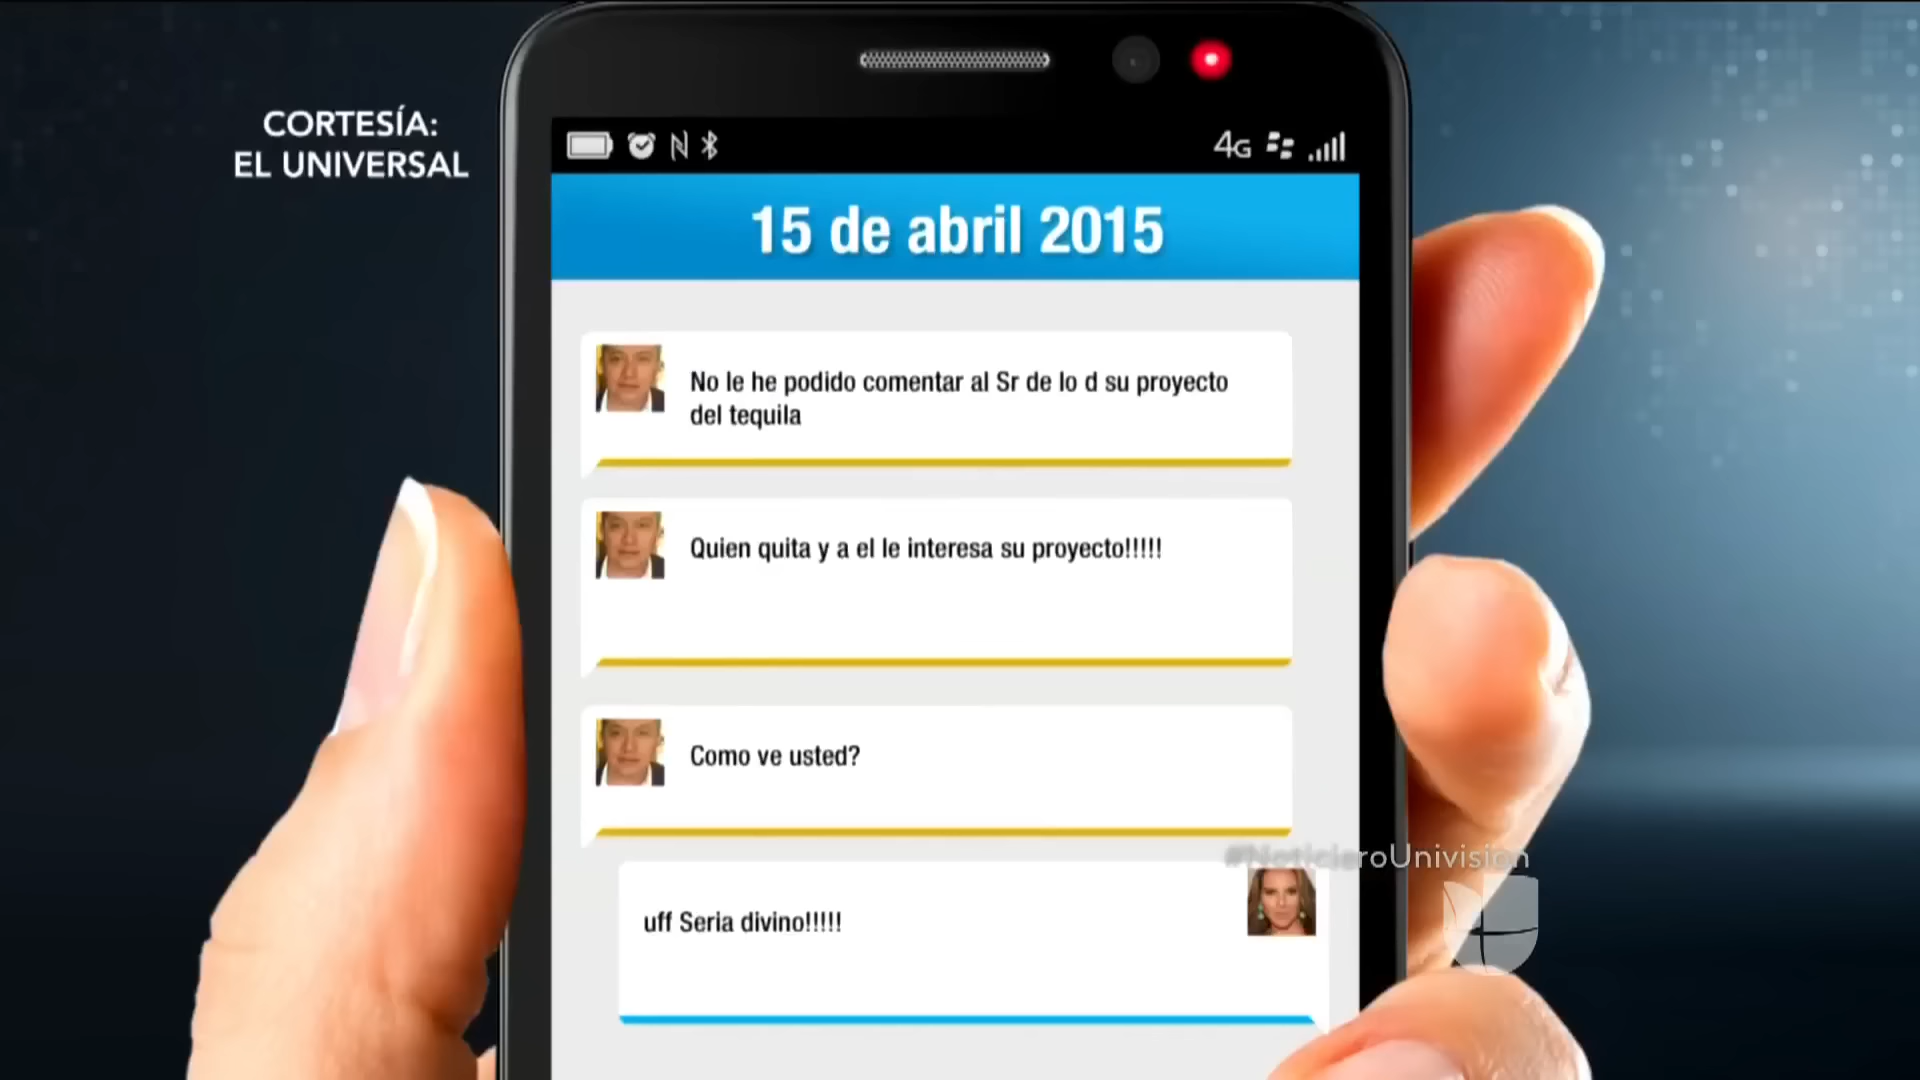 CORTESÍA:
EL UNIVERSAL
4G
15 de abril 2015
No le he podido comentar al Sr de lo d su proyecto
del tequila
Quien quita y a el le interesa su proyecto!!!!!
Como ve usted?
#NoticieroUnivision
uff Seria divino!!!!!